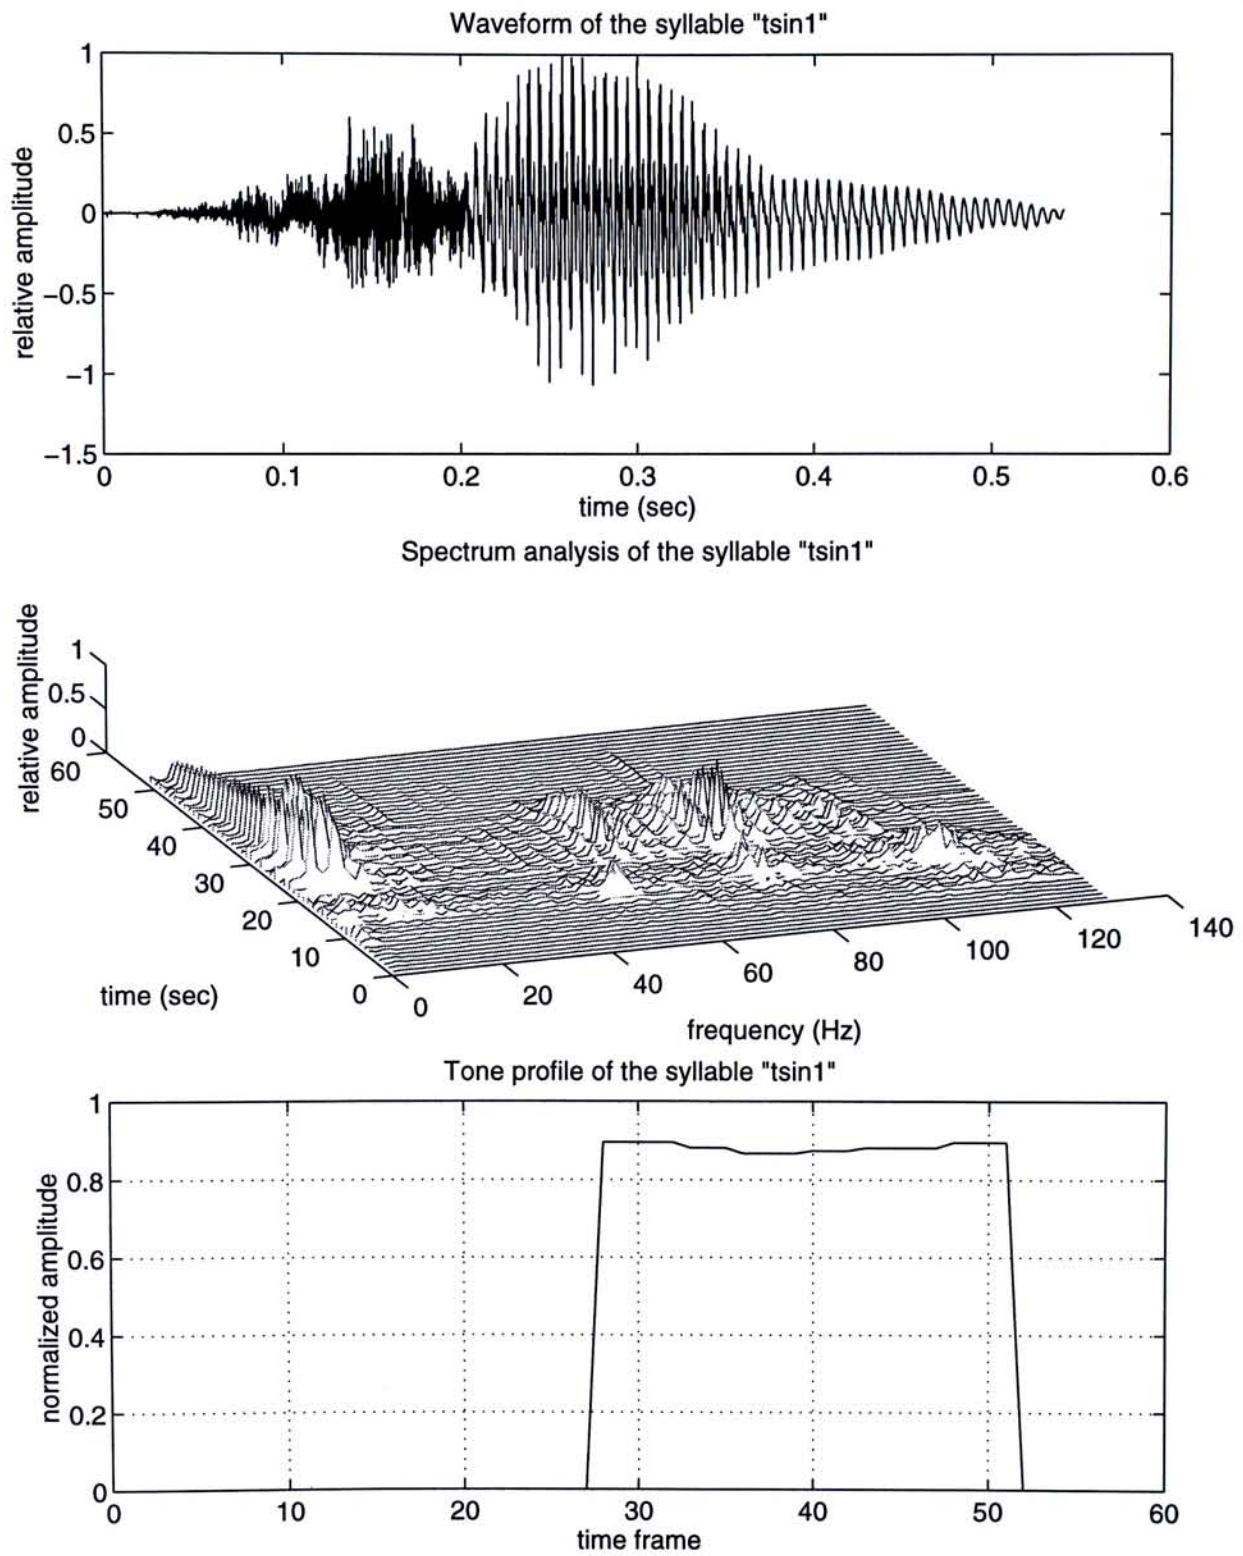 Waveform of the syllable "tsin1"
1
0.5
0
−0.5
−1
−1.5
relative amplitude
0 0.1 0.2 0.3 0.4 0.5 0.6
time (sec)
Spectrum analysis of the syllable "tsin1"
relative amplitude
1
0.5
0
60
50
40
30
20
10
0
time (sec)
0 20 40 60 80 100 120 140
frequency (Hz)
Tone profile of the syllable "tsin1"
1
0.8
0.6
0.4
0.2
0
normalized amplitude
0 10 20 30 40 50 60
time frame